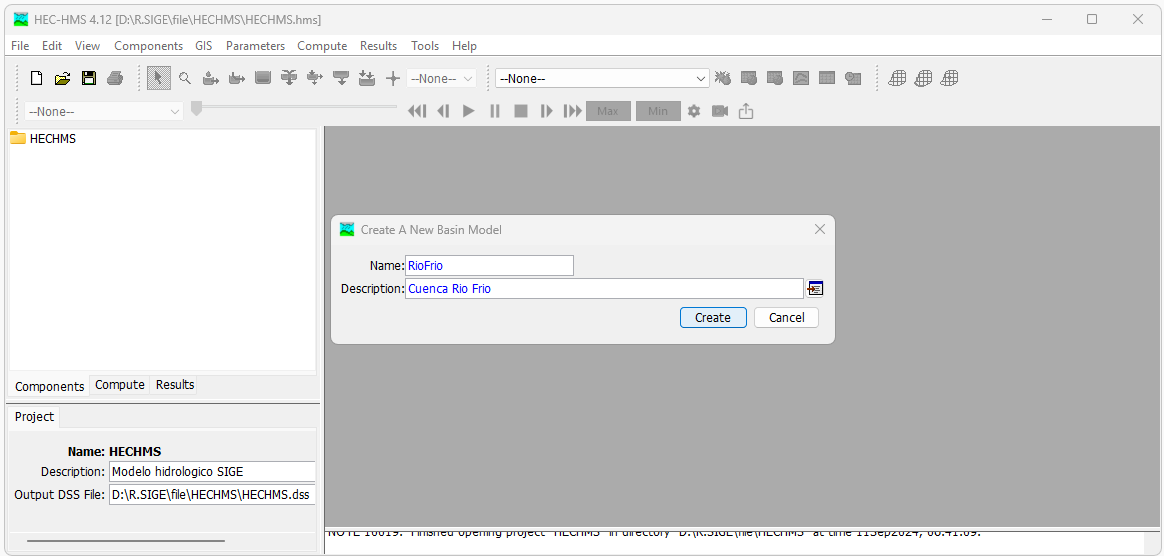 HEC-HMS 4.12 [D:\R.SIGE\file\HECHMS\HECHMS.hms]
File Edit View Components GIS Parameters Compute Results Tools Help
--None-- --None--
--None-- Max Min
HECHMS
Create A New Basin Model
Name: RioFrio
Description: Cuenca Rio Frio
Create Cancel
Components Compute Results
Project
Name: HECHMS
Description: Modelo hidrologico SIGE
Output DSS File: D:\R.SIGE\file\HECHMS\HECHMS.dss
NOTE 10019: Finished opening project "HECHMS" in directory "D:\R.SIGE\file\HECHMS" at time 11Sep2024,